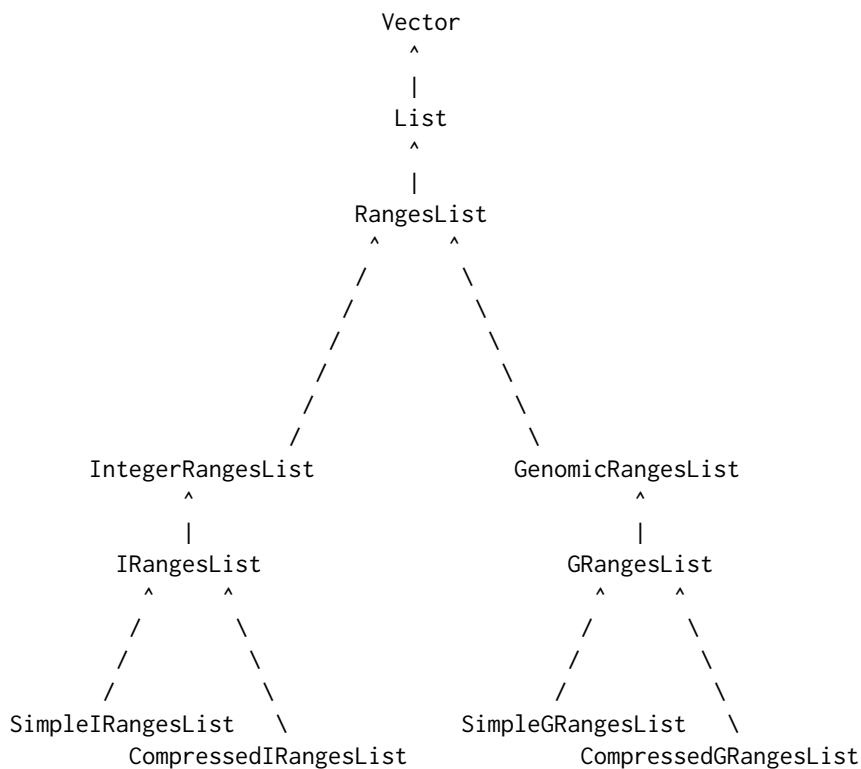 Vector
^
|
List
^
|
RangesList
^ ^
/ \
/ \
/ \
/ \
/ \
/ \
IntegerRangesList GenomicRangesList
^ ^
| |
IRangesList GRangesList
^ ^ ^ ^
/ \ / \
/ \ / \
/ \ / \
SimpleIRangesList \ SimpleGRangesList \
CompressedIRangesList CompressedGRangesList